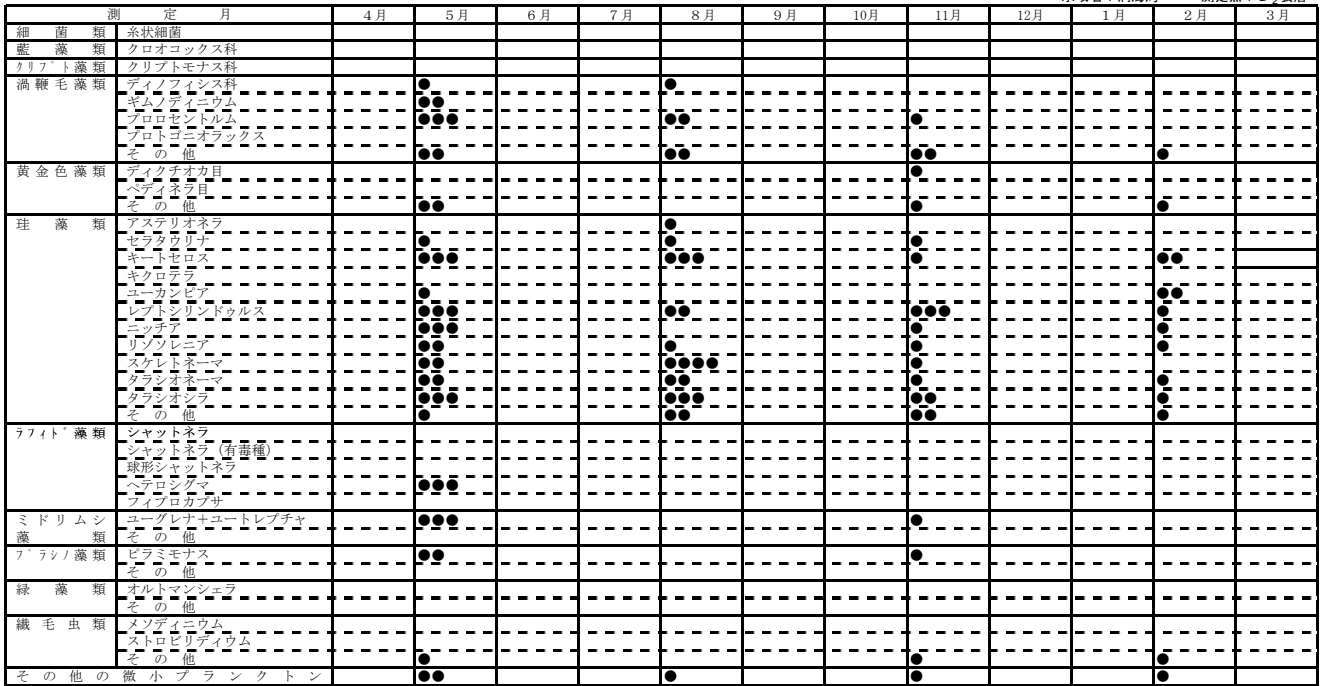 測 定 月 4月 5月 6月 7月 8月 9月 10月 11月 12月 1月 2月 3月
細菌類 糸状細菌
藍藻類 クロオコックス科
クリプト藻類 クリプトモナス科
渦鞭毛藻類 ディノフィシス科 ● ●
ギムノディニウム ●●
プロロセントルム ●●● ●● ●
プロトゴニオラックス
その他 ●● ●● ●● ●
黄金色藻類 ディクチオカ目 ●
ペディネラ目
その他 ●● ● ●
珪藻類 アステリオネラ ●
セラタウリナ ● ● ●
キートセロス ●●● ●●● ● ●●
キクロテラ
ユーカンピア ● ●●
レプトシリンドゥルス ●●● ●● ●●● ●
ニッチア ●●● ● ●
リゾソレニア ●● ● ● ●
スケレトネーマ ●● ●●●● ●
タラシオネーマ ●● ●● ● ●
タラシオシラ ●●● ●●● ●● ●
その他 ● ●● ●● ●
ラフィド藻類 シャットネラ
シャットネラ(有毒種)
球形シャットネラ
ヘテロシグマ ●●●
フィブロカプサ
ミドリムシ ユーグレナ+ユートレプチャ ●●● ●
藻類 その他
プラシノ藻類 ピラミモナス ●● ●
その他
緑藻類 オルトマンシェラ
その他
繊毛虫類 メソディニウム
ストロビリディウム
その他 ● ● ●
その他の微小プランクトン ●● ● ● ●